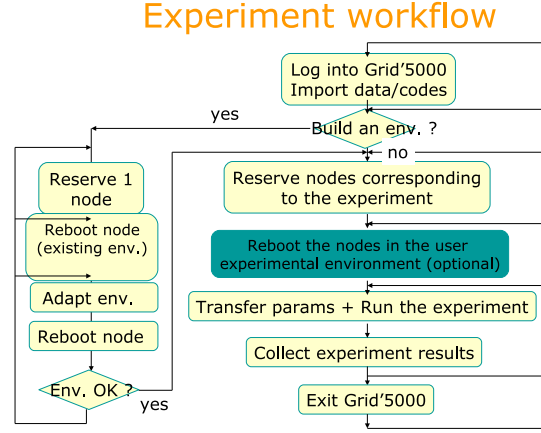 Experiment workflow
Log into Grid'5000
Import data/codes
yes
Build an env. ?
no
Reserve 1
node
Reserve nodes corresponding
to the experiment
Reboot node
(existing env.)
Reboot the nodes in the user
experimental environment (optional)
Adapt env.
Transfer params + Run the experiment
Reboot node
Collect experiment results
Env. OK ?
yes
Exit Grid'5000